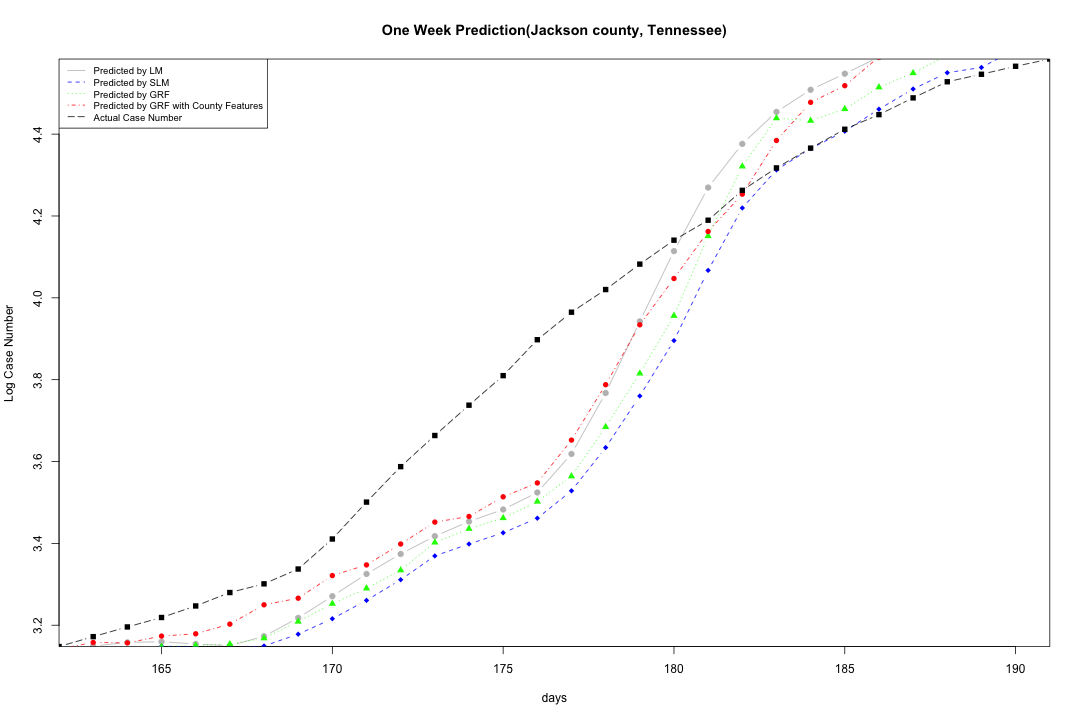 One Week Prediction(Jackson county, Tennessee)
Predicted by LM
Predicted by SLM
Predicted by GRF
Predicted by GRF with County Features
Actual Case Number
Log Case Number
4.4
4.2
4.0
3.8
3.6
3.4
3.2
165 170 175 180 185 190
days